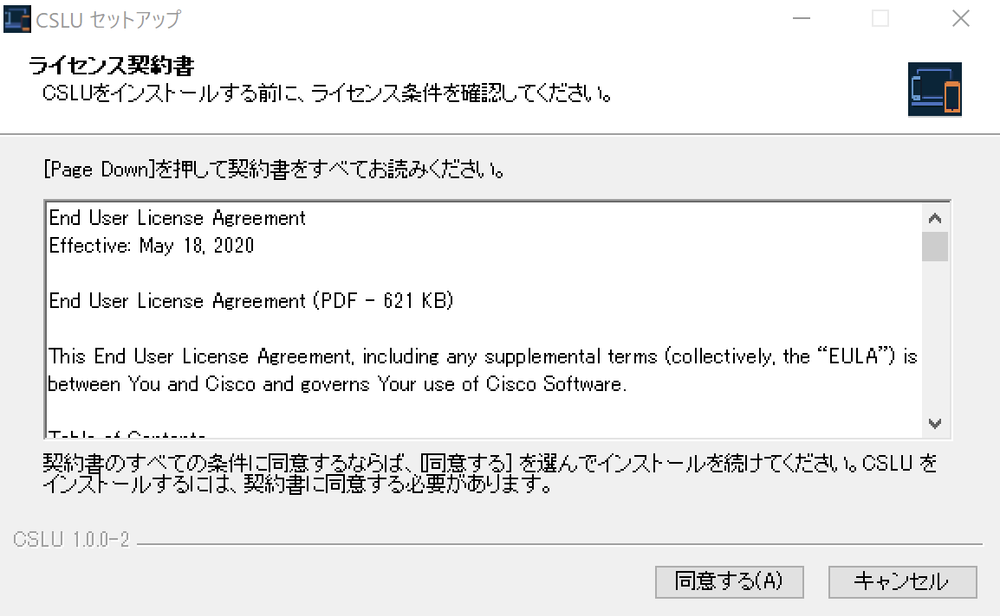 CSLU セットアップ
ライセンス契約書
CSLUをインストールする前に、ライセンス条件を確認してください。
[Page Down]を押して契約書をすべてお読みください。
End User License Agreement
Effective: May 18, 2020
End User License Agreement (PDF - 621 KB)
This End User License Agreement, including any supplemental terms (collectively, the “EULA”) is
between You and Cisco and governs Your use of Cisco Software.
Table of Contents
契約書のすべての条件に同意するならば、[同意する] を選んでインストールを続けてください。CSLU を
インストールするには、契約書に同意する必要があります。
CSLU 1.0.0-2
同意する(A)
キャンセル